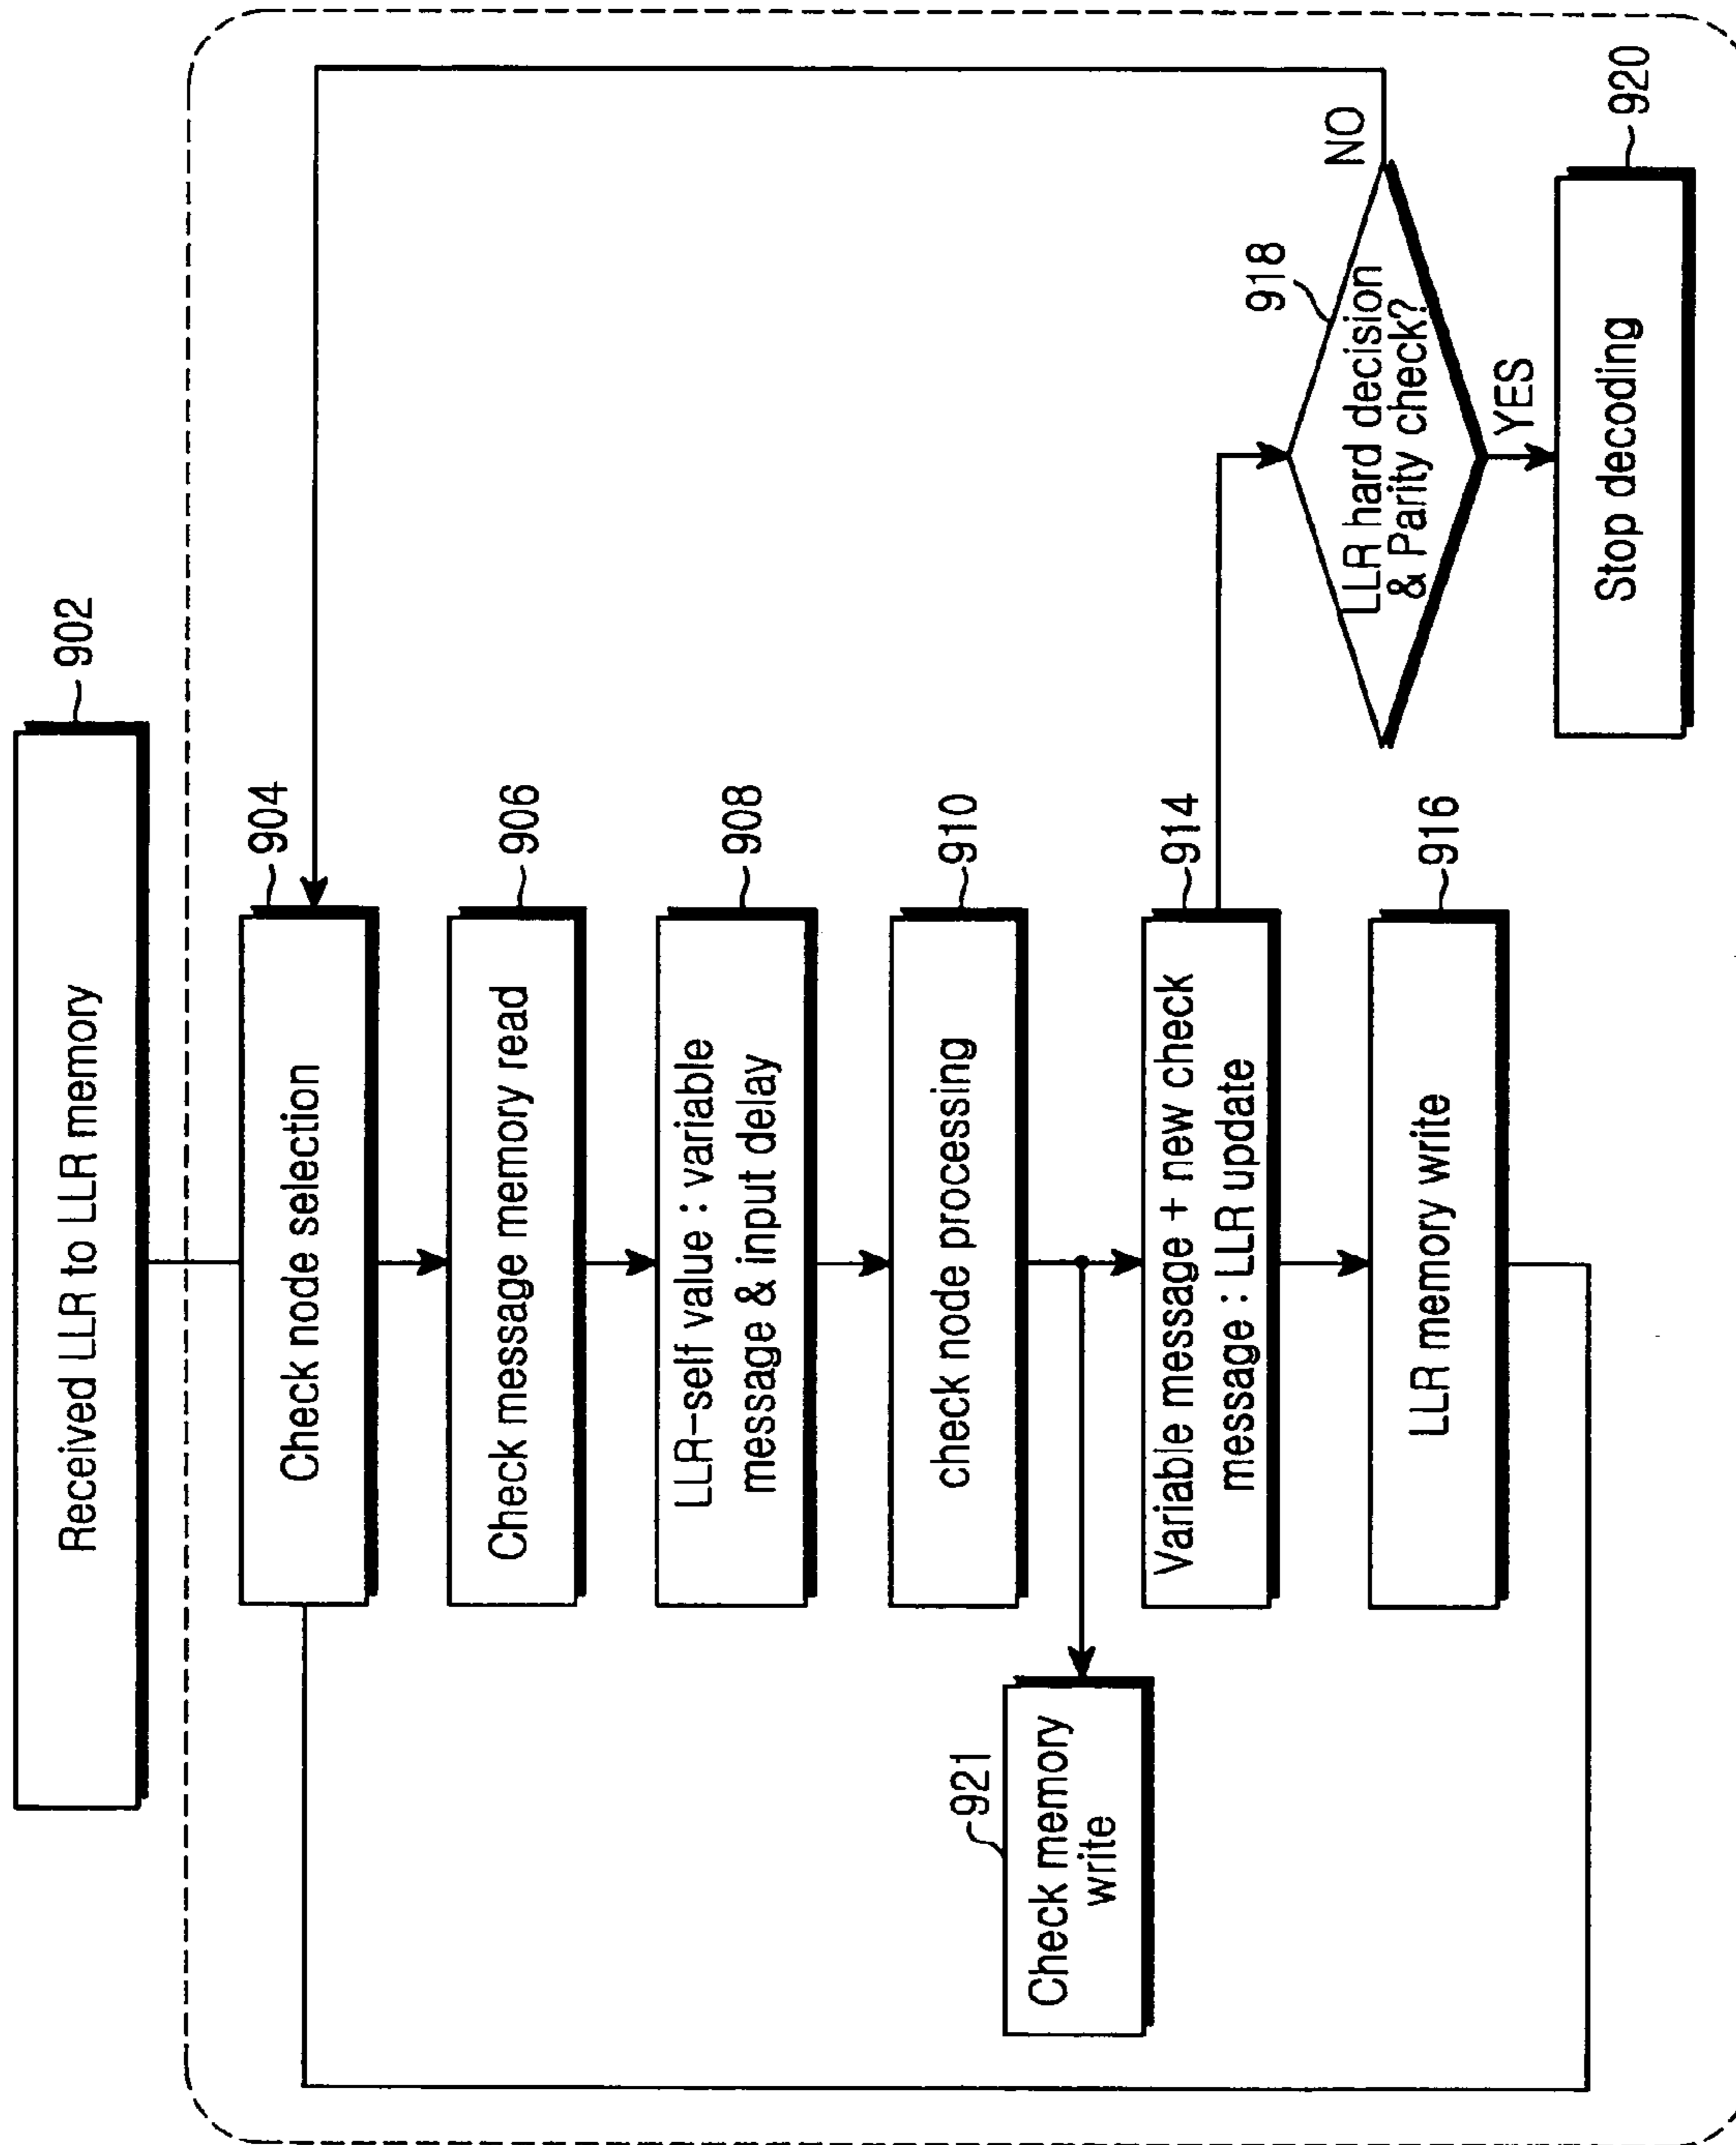 Received LLR to LLR memory
902
Check node selection
904
Check message memory read
906
LLR-self value : variable
message & input delay
908
check node processing
910
921
Check memory
write
Variable message + new check
message : LLR update
914
LLR memory write
916
918
LLR hard decision
& Parity check?
NO
YES
Stop decoding
920